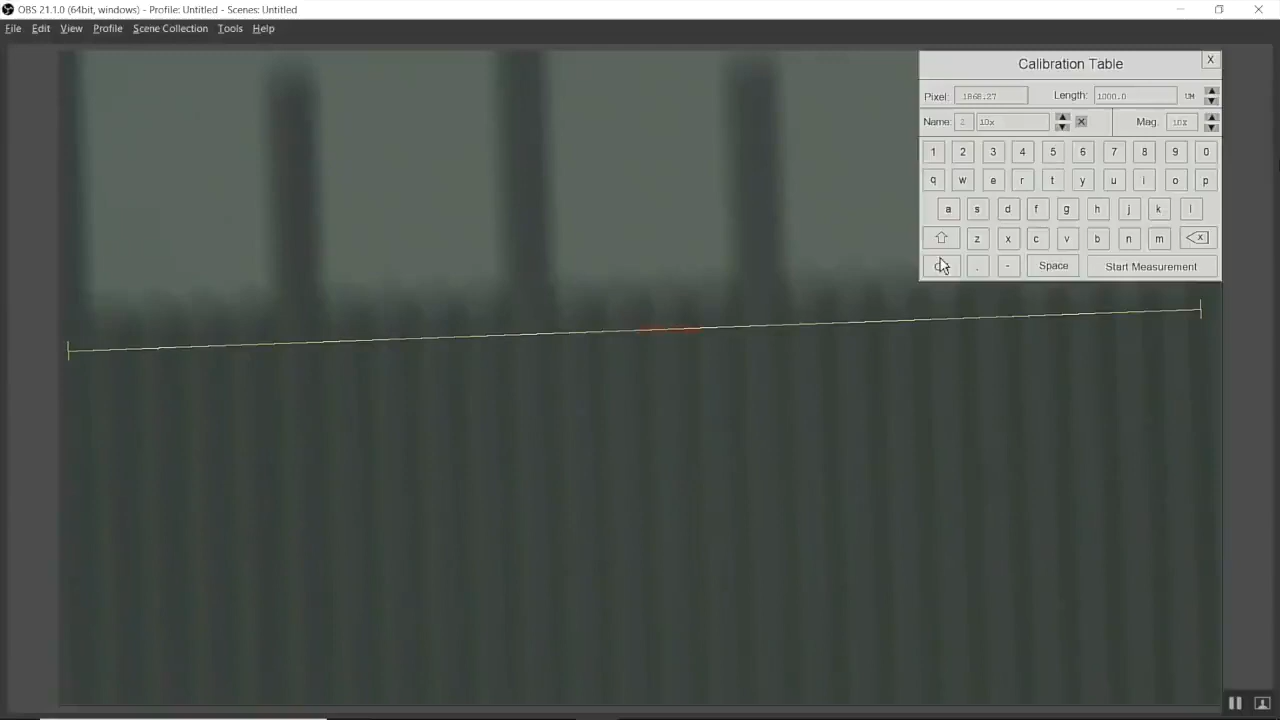 OBS 21.1.0 (64bit, windows) - Profile: Untitled - Scenes: Untitled
File Edit View Profile Scene Collection Tools Help
Calibration Table X
Pixel: 1868.27 Length: 1000.0 UM
Name: 2 10x Mag. 10X
1 2 3 4 5 6 7 8 9 0
q w e r t y u i o p
a s d f g h j k l
z x c v b n m
. - Space Start Measurement